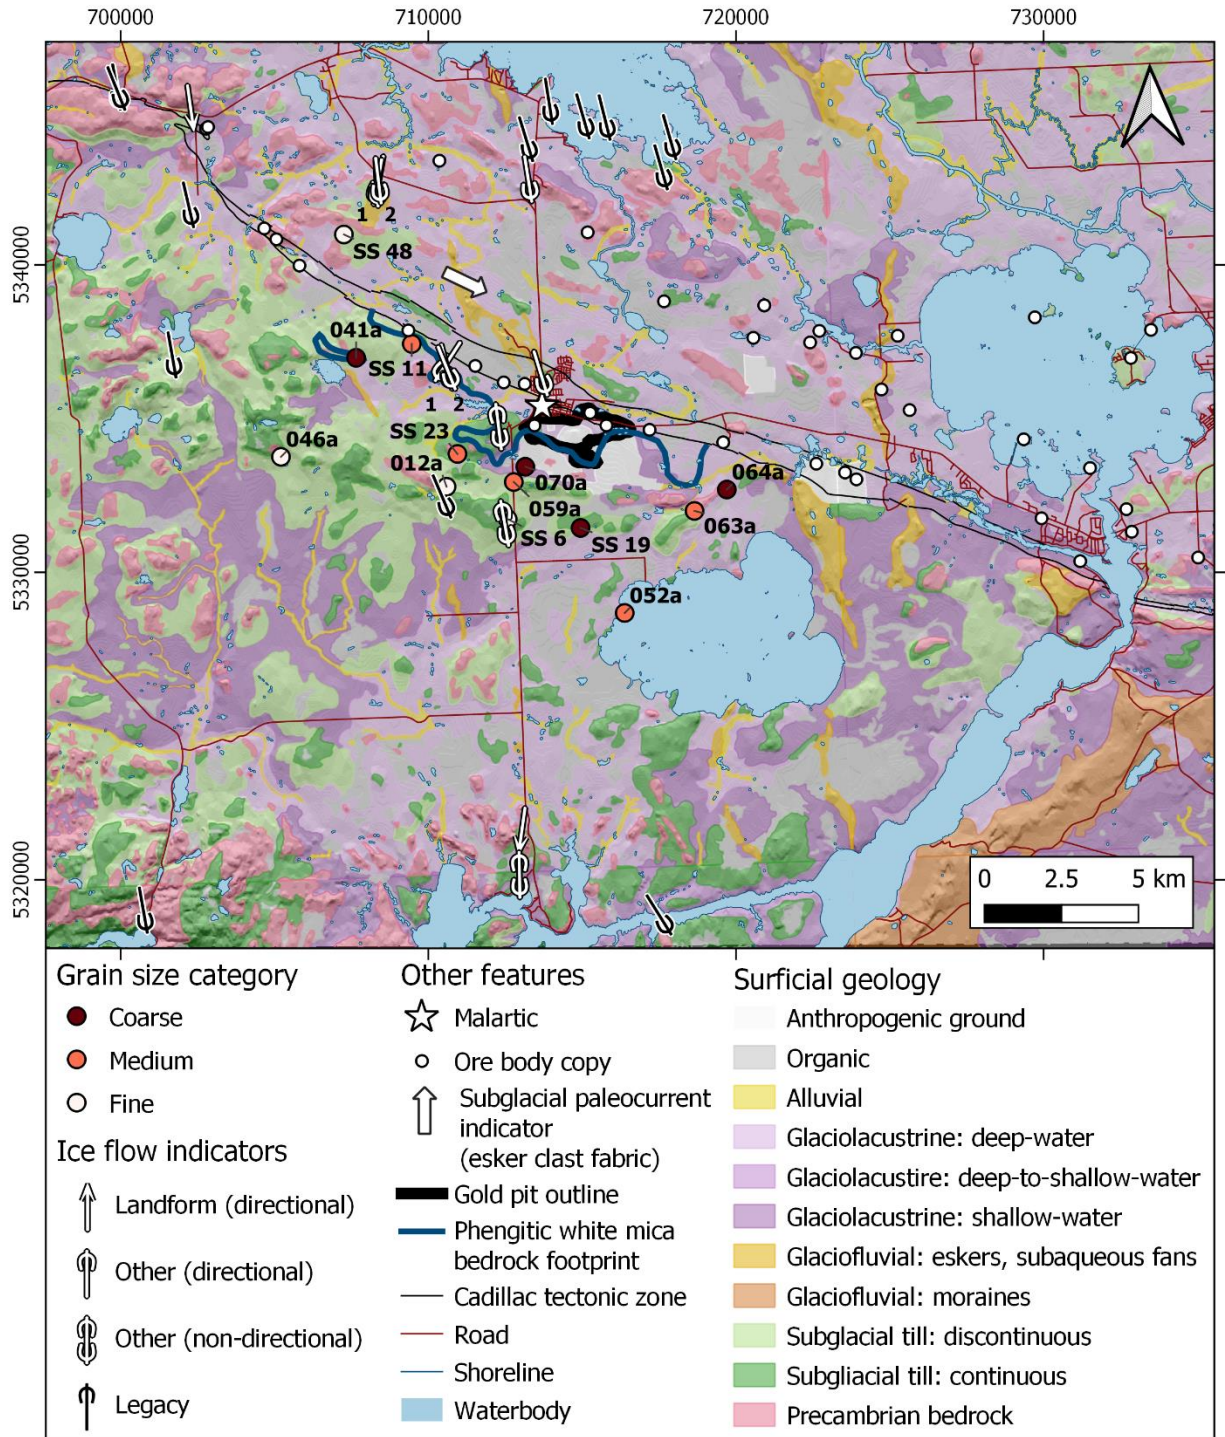 700000 710000 720000 730000
5340000
5330000
5320000
1 2
SS 48
041a
SS 11
1 2
046a
SS 23
012a
070a
059a
064a
063a
SS 6
SS 19
052a
0 2.5 5 km
Grain size category
Coarse
Medium
Fine
Ice flow indicators
Landform (directional)
Other (directional)
Other (non-directional)
Legacy
Other features
Malartic
Ore body copy
Subglacial paleocurrent
indicator
(esker clast fabric)
Gold pit outline
Phengitic white mica
bedrock footprint
Cadillac tectonic zone
Road
Shoreline
Waterbody
Surficial geology
Anthropogenic ground
Organic
Alluvial
Glaciolacustrine: deep-water
Glaciolacustire: deep-to-shallow-water
Glaciolacustrine: shallow-water
Glaciofluvial: eskers, subaqueous fans
Glaciofluvial: moraines
Subglacial till: discontinuous
Subgliacial till: continuous
Precambrian bedrock